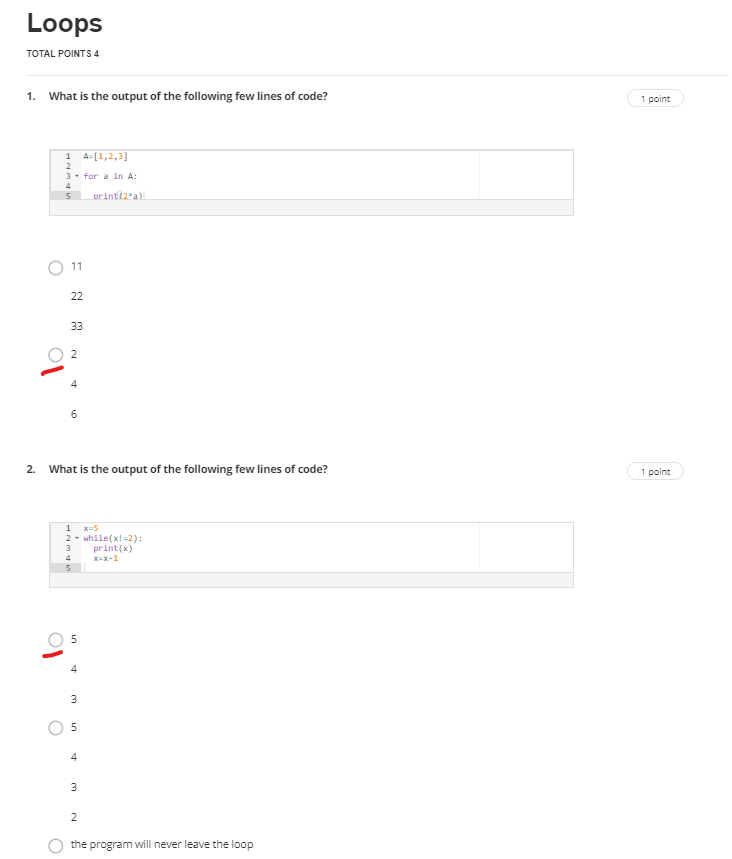 Loops
TOTAL POINTS 4
1. What is the output of the following few lines of code?
1 point
1 A=[1,2,3]
2
3 for a in A:
4
5 print(2*a)
11
22
33
2
4
6
2. What is the output of the following few lines of code?
1 point
1 x=5
2 while(x!=2):
3 print(x)
4 x=x-1
5
5
4
3
5
4
3
2
the program will never leave the loop